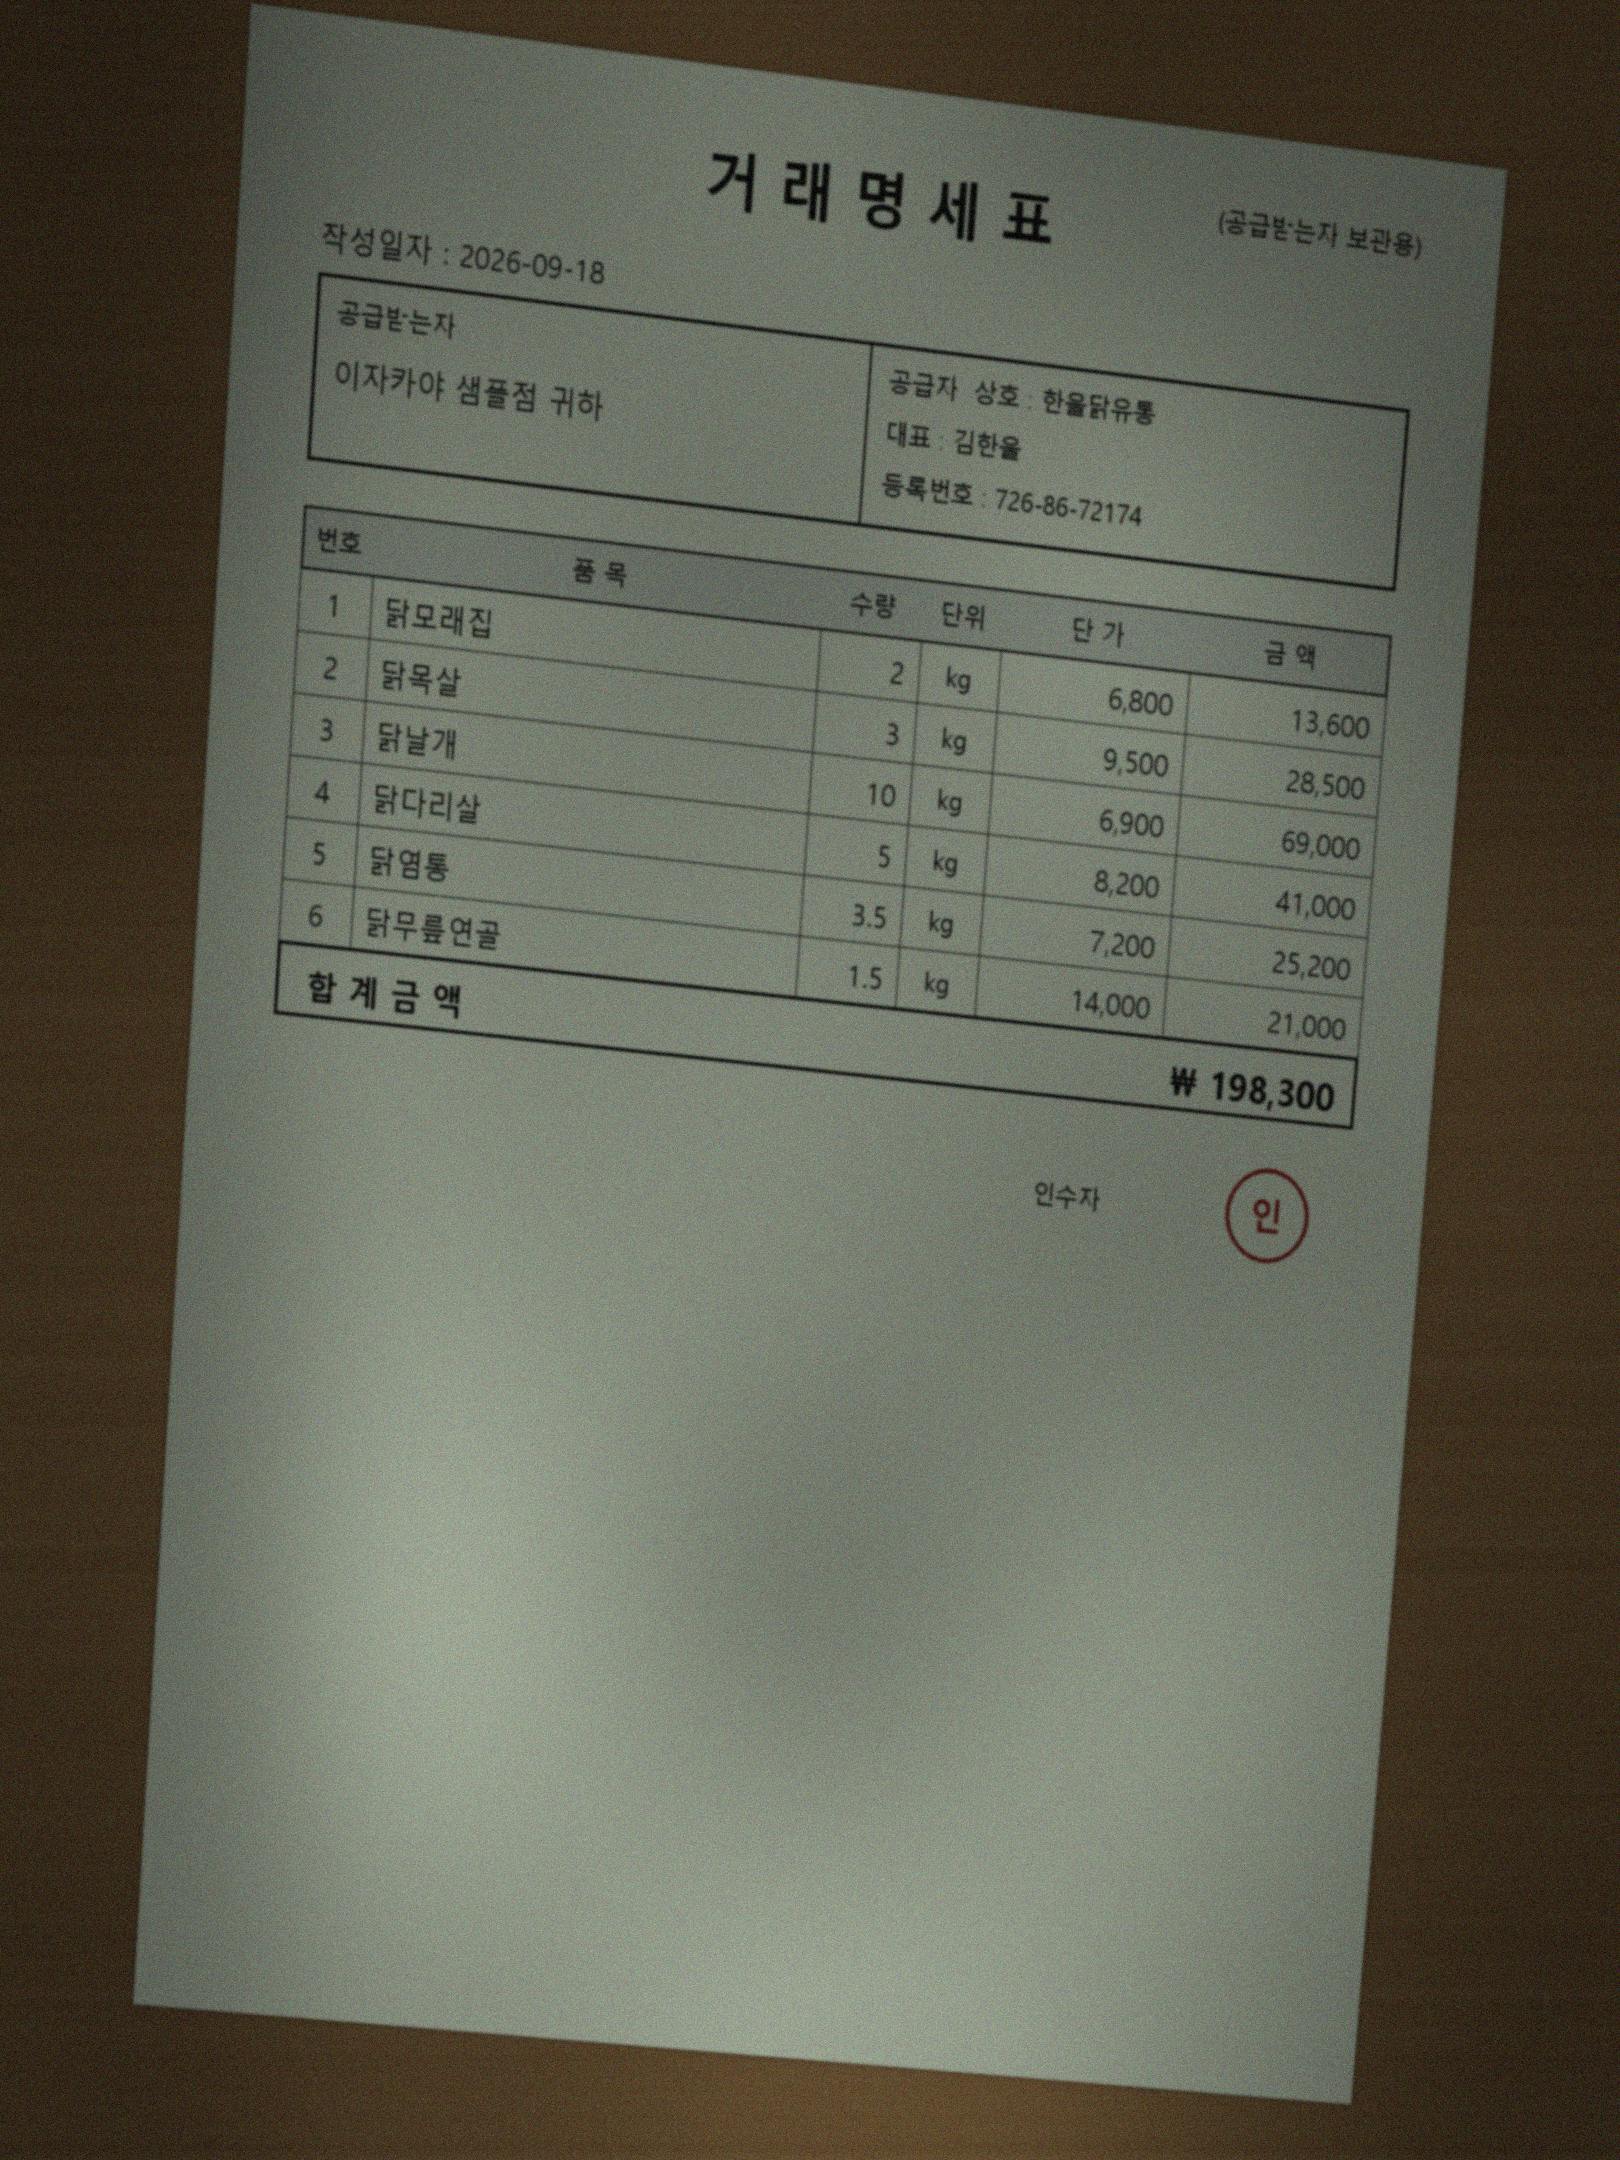 거래명세표
(공급받는자 보관용)
작성일자 : 2026-09-18
공급받는자
이자카야 샘플점 귀하
공급자 상호 : 한울닭유통
대표 : 김한울
등록번호 : 726-86-72174
번호 품목 수량 단위 단가 금액
1 닭모래집 2 kg 6,800 13,600
2 닭목살 3 kg 9,500 28,500
3 닭날개 10 kg 6,900 69,000
4 닭다리살 5 kg 8,200 41,000
5 닭염통 3.5 kg 7,200 25,200
6 닭무릎연골 1.5 kg 14,000 21,000
합계금액 ₩ 198,300
인수자 인